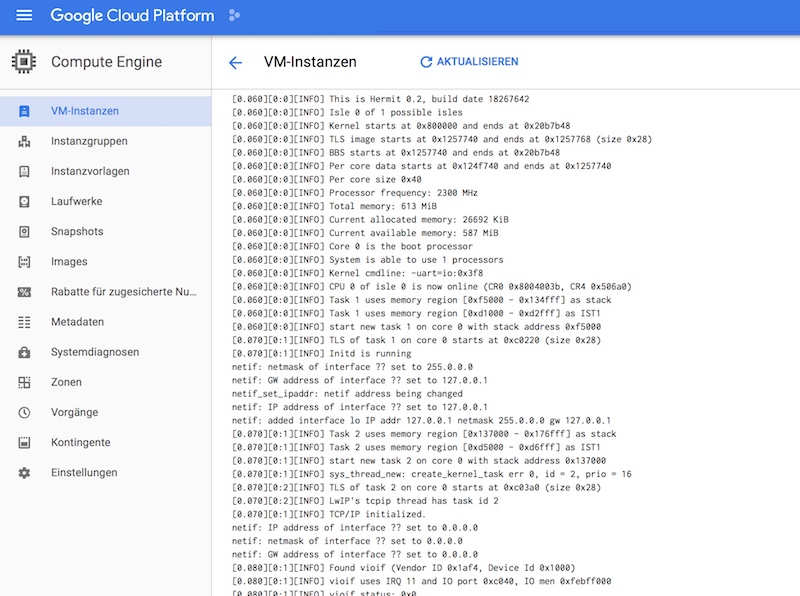 Google Cloud Platform
Compute Engine
VM-Instanzen
AKTUALISIEREN
VM-Instanzen
Instanzgruppen
Instanzvorlagen
Laufwerke
Snapshots
Images
Rabatte für zugesicherte Nu...
Metadaten
Systemdiagnosen
Zonen
Vorgänge
Kontingente
Einstellungen
[0.060][0:0][INFO] This is Hermit 0.2, build date 18267642
[0.060][0:0][INFO] Isle 0 of 1 possible isles
[0.060][0:0][INFO] Kernel starts at 0x800000 and ends at 0x20b7b48
[0.060][0:0][INFO] TLS image starts at 0x1257740 and ends at 0x1257768 (size 0x28)
[0.060][0:0][INFO] BBS starts at 0x1257740 and ends at 0x20b7b48
[0.060][0:0][INFO] Per core data starts at 0x124f740 and ends at 0x1257740
[0.060][0:0][INFO] Per core size 0x40
[0.060][0:0][INFO] Processor frequency: 2300 MHz
[0.060][0:0][INFO] Total memory: 613 MiB
[0.060][0:0][INFO] Current allocated memory: 26692 KiB
[0.060][0:0][INFO] Current available memory: 587 MiB
[0.060][0:0][INFO] Core 0 is the boot processor
[0.060][0:0][INFO] System is able to use 1 processors
[0.060][0:0][INFO] Kernel cmdline: -uart=io:0x3f8
[0.060][0:0][INFO] CPU 0 of isle 0 is now online (CR0 0x8004003b, CR4 0x506a0)
[0.060][0:0][INFO] Task 1 uses memory region [0xf5000 - 0x134fff] as stack
[0.060][0:0][INFO] Task 1 uses memory region [0xd1000 - 0xd2fff] as IST1
[0.060][0:0][INFO] start new task 1 on core 0 with stack address 0xf5000
[0.070][0:1][INFO] TLS of task 1 on core 0 starts at 0xc0220 (size 0x28)
[0.070][0:1][INFO] Initd is running
netif: netmask of interface ?? set to 255.0.0.0
netif: GW address of interface ?? set to 127.0.0.1
netif_set_ipaddr: netif address being changed
netif: IP address of interface ?? set to 127.0.0.1
netif: added interface lo IP addr 127.0.0.1 netmask 255.0.0.0 gw 127.0.0.1
[0.070][0:1][INFO] Task 2 uses memory region [0x137000 - 0x176fff] as stack
[0.070][0:1][INFO] Task 2 uses memory region [0xd5000 - 0xd6fff] as IST1
[0.070][0:1][INFO] start new task 2 on core 0 with stack address 0x137000
[0.070][0:1][INFO] sys_thread_new: create_kernel_task err 0, id = 2, prio = 16
[0.070][0:2][INFO] TLS of task 2 on core 0 starts at 0xc03a0 (size 0x28)
[0.070][0:2][INFO] LwIP's tcpip thread has task id 2
[0.070][0:1][INFO] TCP/IP initialized.
netif: IP address of interface ?? set to 0.0.0.0
netif: netmask of interface ?? set to 0.0.0.0
netif: GW address of interface ?? set to 0.0.0.0
[0.080][0:1][INFO] Found vioif (Vendor ID 0x1af4, Device Id 0x1000)
[0.080][0:1][INFO] vioif uses IRQ 11 and IO port 0xc040, IO men 0xfebff000
[0.080][0:1][INFO] vioif status: 0x0